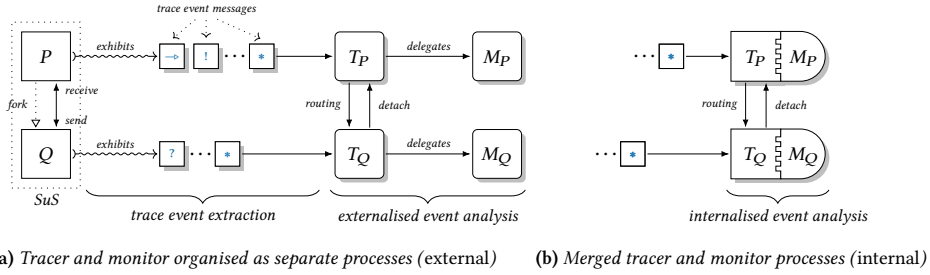 trace event messages
P
exhibits
!
...
*
T_P
delegates
M_P
... *
T_P
M_P
fork
receive
send
routing
detach
routing
detach
Q
exhibits
?
...
*
T_Q
delegates
M_Q
... *
T_Q
M_Q
SuS
trace event extraction
externalised event analysis
internalised event analysis
a) Tracer and monitor organised as separate processes (external)
(b) Merged tracer and monitor processes (internal)